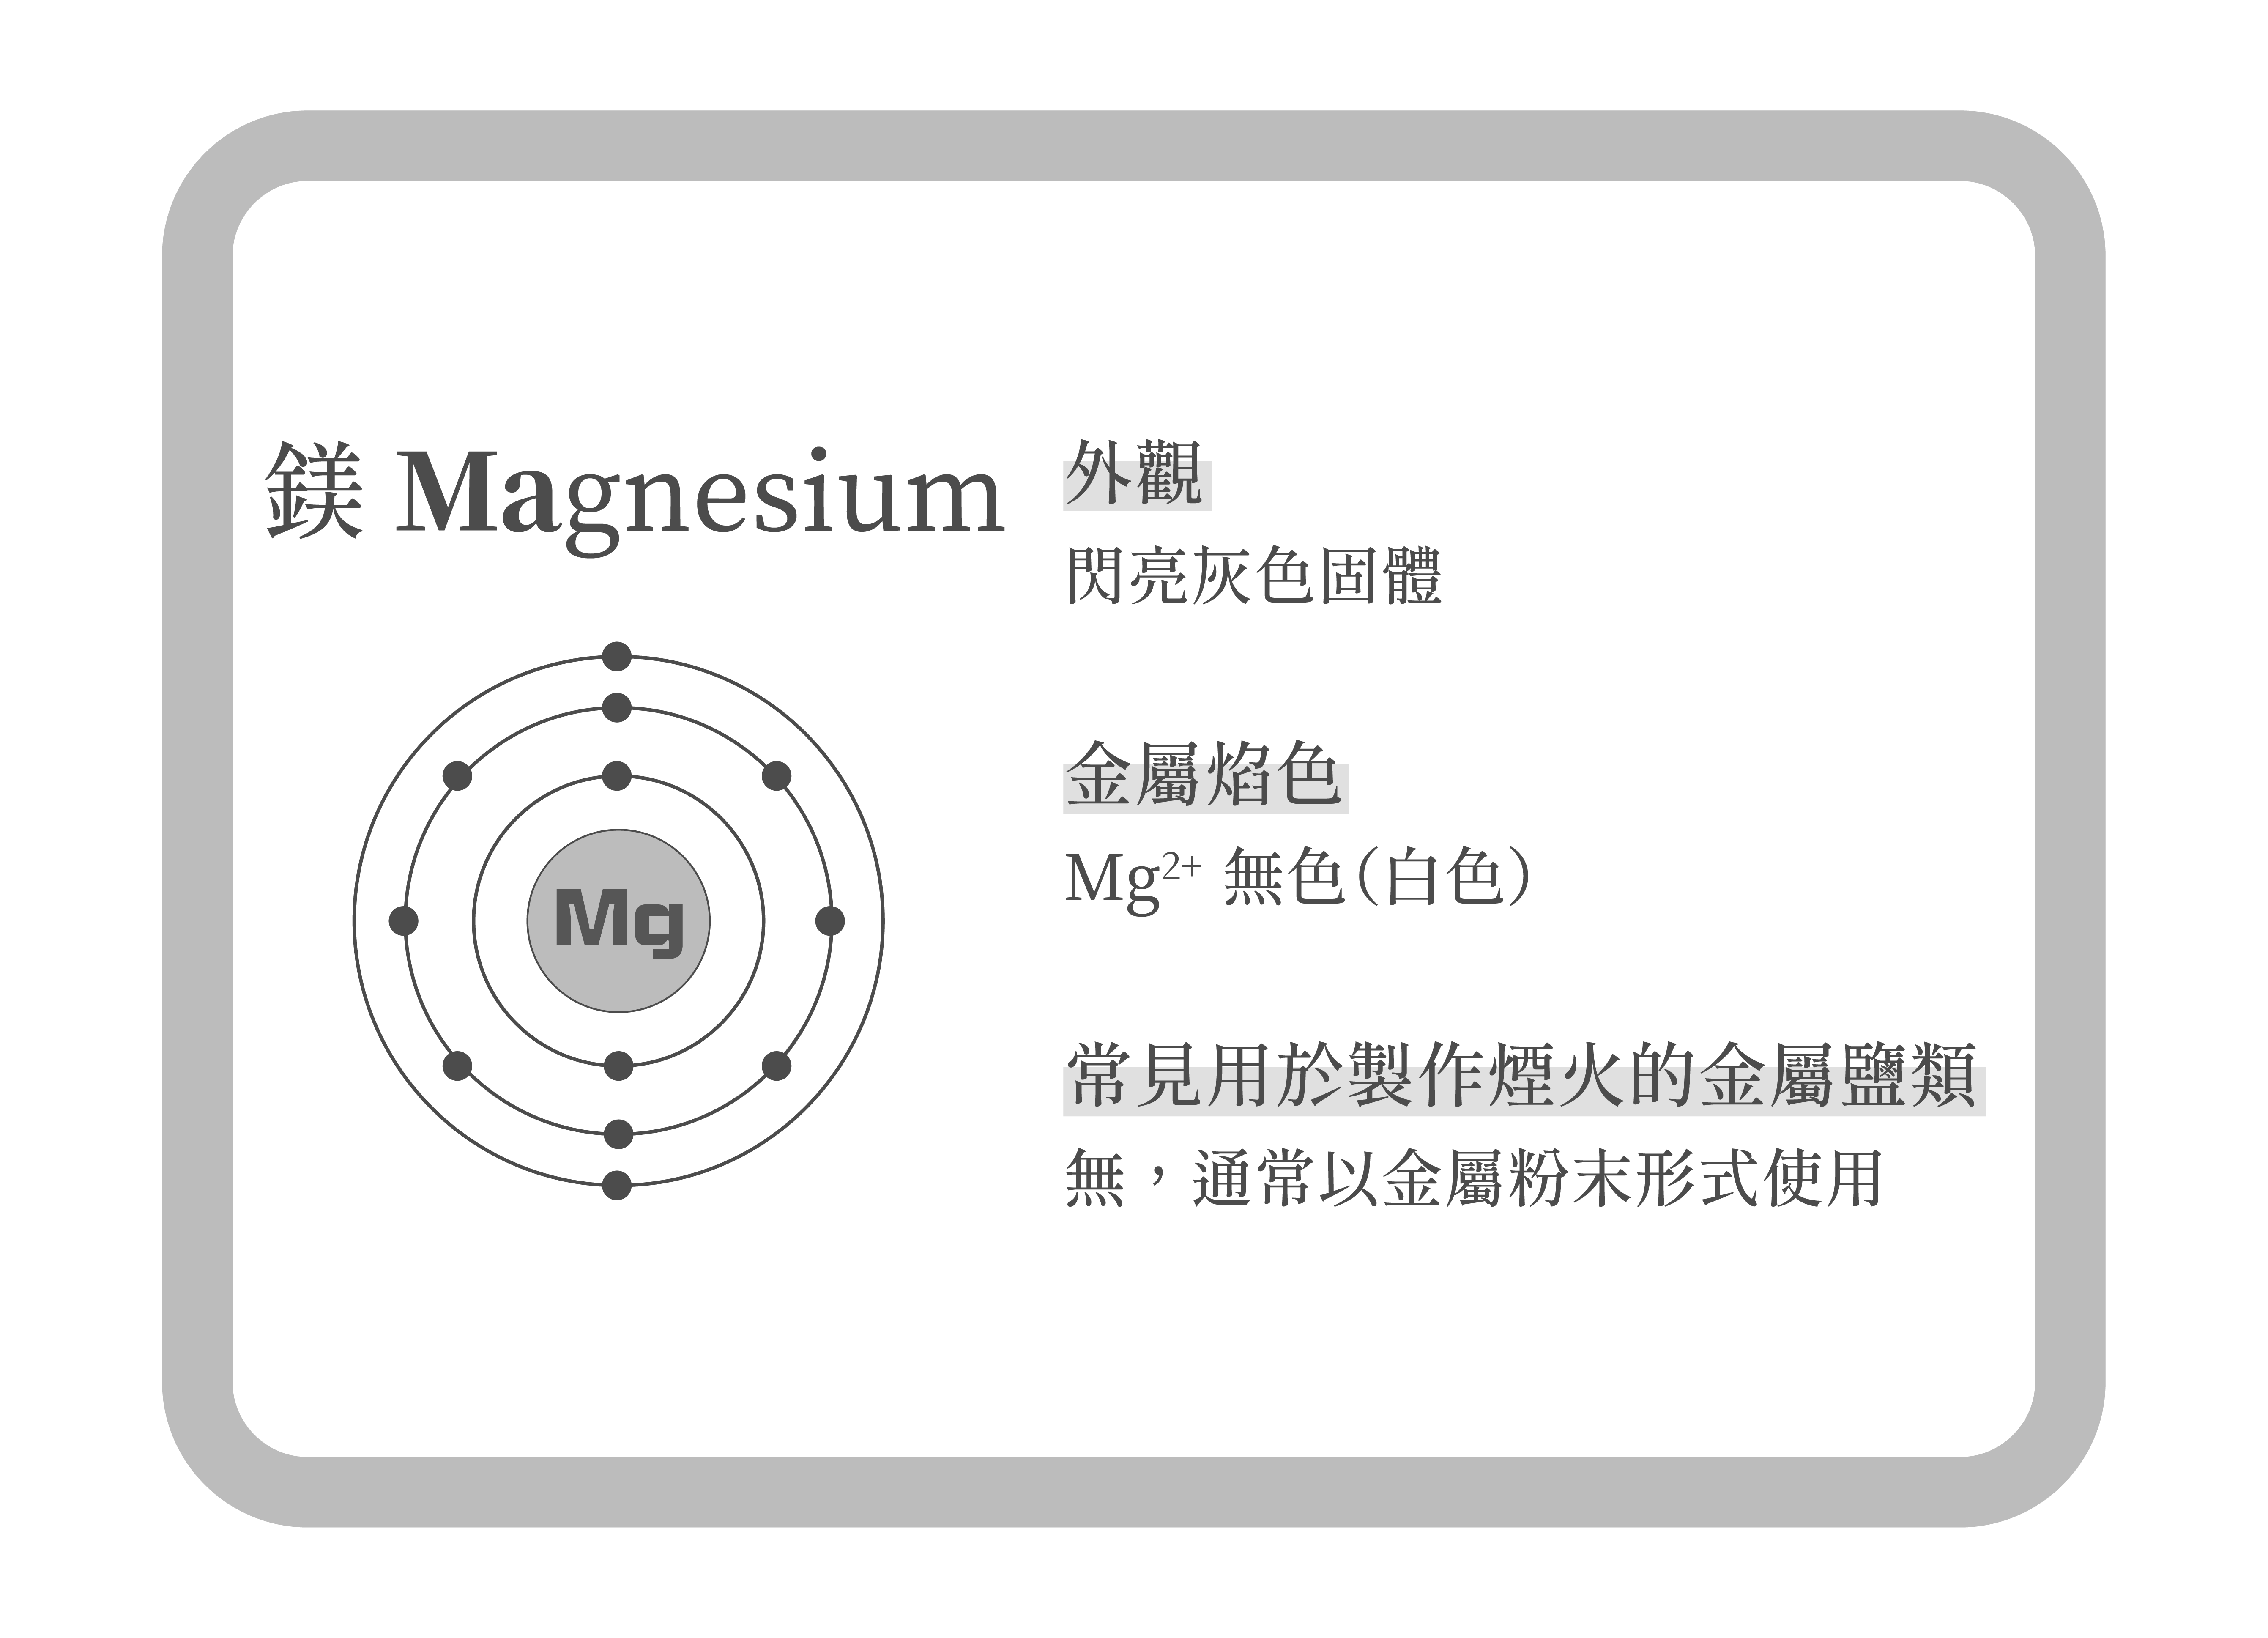 鎂 Magnesium
Mg
外觀
閃亮灰色固體
金屬焰色
Mg²⁺ 無色(白色)
常見用於製作煙火的金屬鹽類
無，通常以金屬粉末形式使用